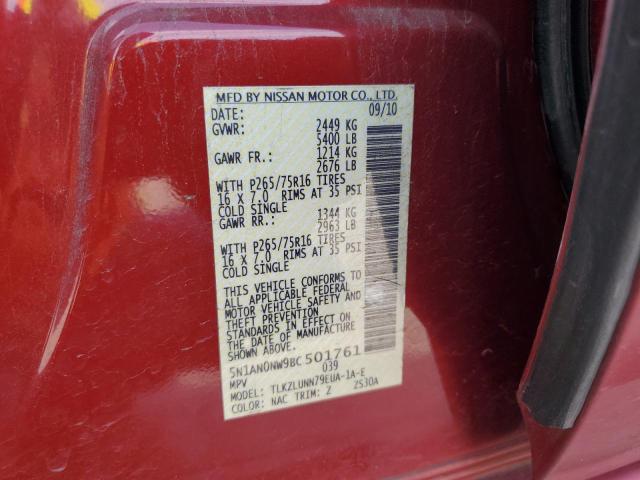 MFD BY NISSAN MOTOR CO., LTD.
DATE: 09/10
GVWR: 2449 KG
5400 LB
GAWR FR.: 1214 KG
2676 LB
WITH P265/75R16 TIRES
16 X 7.0 RIMS AT 35 PSI
COLD SINGLE
GAWR RR.: 1344 KG
2963 LB
WITH P265/75R16 TIRES
16 X 7.0 RIMS AT 35 PSI
COLD SINGLE
THIS VEHICLE CONFORMS TO
ALL APPLICABLE FEDERAL
MOTOR VEHICLE SAFETY AND
THEFT PREVENTION
STANDARDS IN EFFECT ON
THE DATE OF MANUFACTURE
SHOWN ABOVE.
5N1AN0NW9BC501761
MPV 039
MODEL: TLKZLUNN79EUA-1A-E
COLOR: NAC TRIM: Z ZS30A